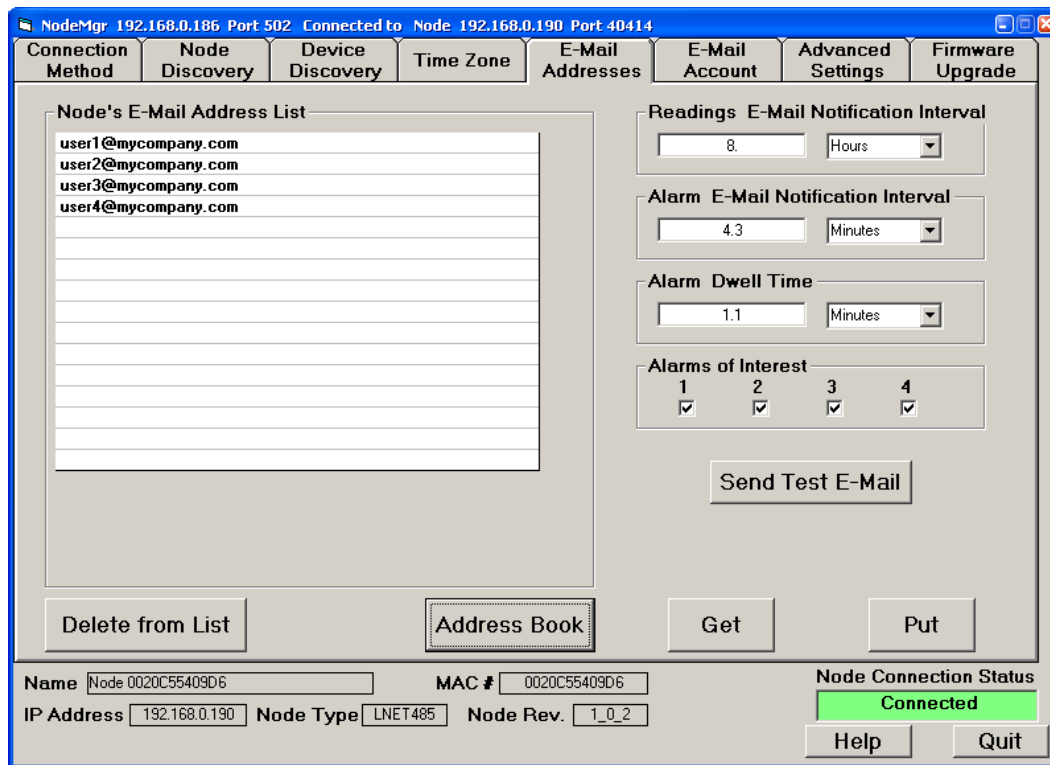 NodeMgr 192.168.0.186 Port 502 Connected to Node 192.168.0.190 Port 40414
Connection Method
Node Discovery
Device Discovery
Time Zone
E-Mail Addresses
E-Mail Account
Advanced Settings
Firmware Upgrade
Node's E-Mail Address List
user1@mycompany.com
user2@mycompany.com
user3@mycompany.com
user4@mycompany.com
Readings E-Mail Notification Interval
8. Hours
Alarm E-Mail Notification Interval
4.3 Minutes
Alarm Dwell Time
1.1 Minutes
Alarms of Interest
1 2 3 4
Send Test E-Mail
Delete from List
Address Book
Get
Put
Name Node 0020C55409D6 MAC # 0020C55409D6
IP Address 192.168.0.190 Node Type LNET485 Node Rev. 1_0_2
Node Connection Status
Connected
Help
Quit